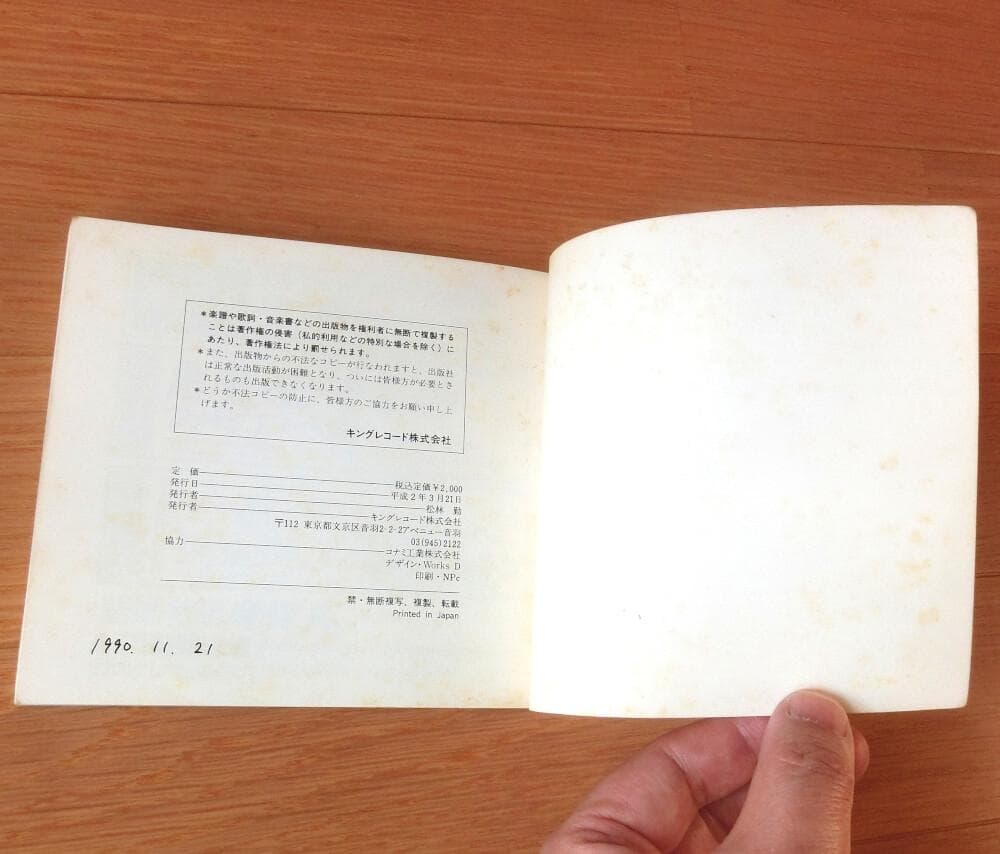 ＊楽譜や歌詞・音楽書などの出版物を権利者に無断で複製する
ことは著作権の侵害（私的利用などの特別な場合を除く）に
あたり、著作権法により罰せられます。
＊また、出版物からの不法なコピーが行なわれますと、出版社
は正常な出版活動が困難となり、ついには皆様方が必要とさ
れるものも出版できなくなります。
＊どうか不法コピーの防止に、皆様方のご協力をお願い申し上
げます。
キングレコード株式会社
定　価――税込定価￥2,000
発行日――平成2年3月21日
発行者――松林　勤
発行者――キングレコード株式会社
〒112 東京都文京区音羽2-2-2アベニュー音羽
03(945)2122
協力――コナミ工業株式会社
デザイン・Works D
印刷・NPc
禁・無断複写、複製、転載
Printed in Japan
1990. 11. 21